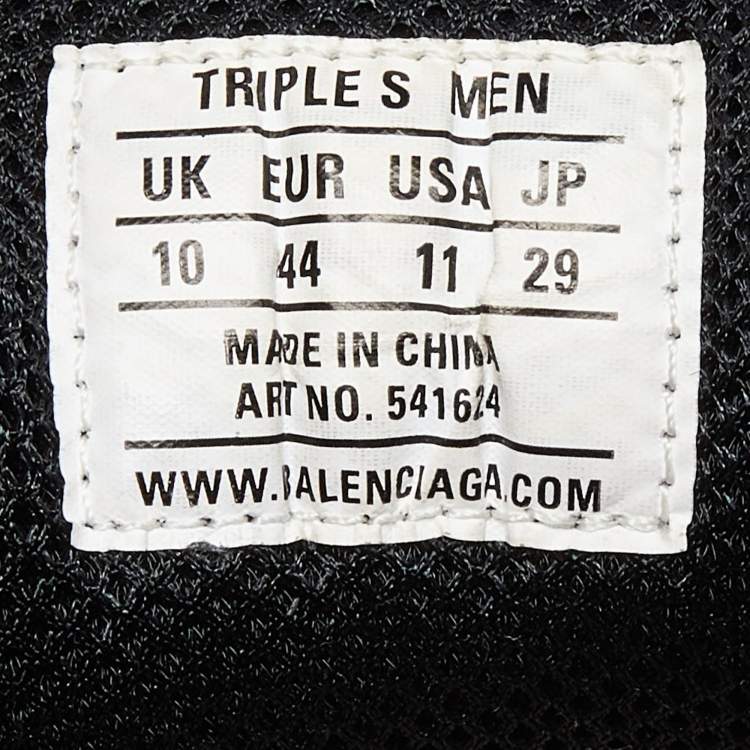 TRIPLE S MEN
UK EUR USA JP
10 44 11 29
MADE IN CHINA
ART NO. 541624
WWW.BALENCIAGA.COM